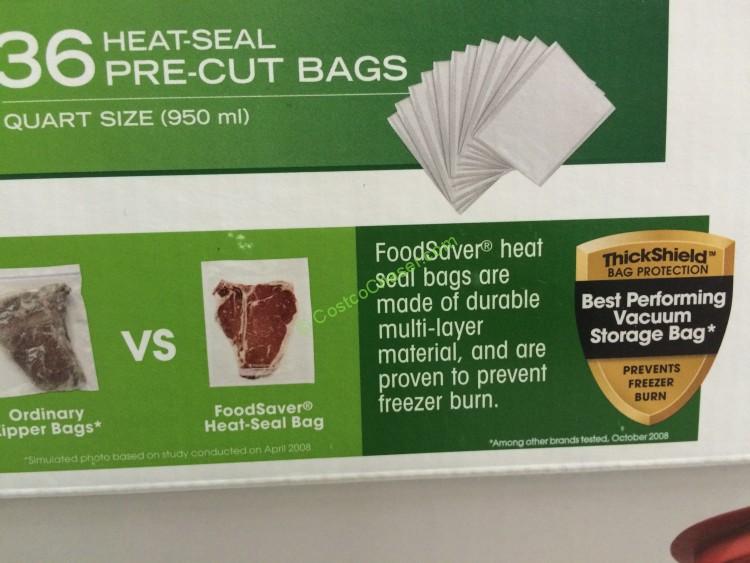 36 HEAT-SEAL
PRE-CUT BAGS
QUART SIZE (950 ml)
Ordinary
ipper Bags*
VS
FoodSaver®
Heat-Seal Bag
*Simulated photo based on study conducted on April 2008
FoodSaver® heat
seal bags are
made of durable
multi-layer
material, and are
proven to prevent
freezer burn.
ThickShield™
BAG PROTECTION
Best Performing
Vacuum
Storage Bag*
PREVENTS
FREEZER
BURN
*Among other brands tested, October 2008
© CostcoChaser.com